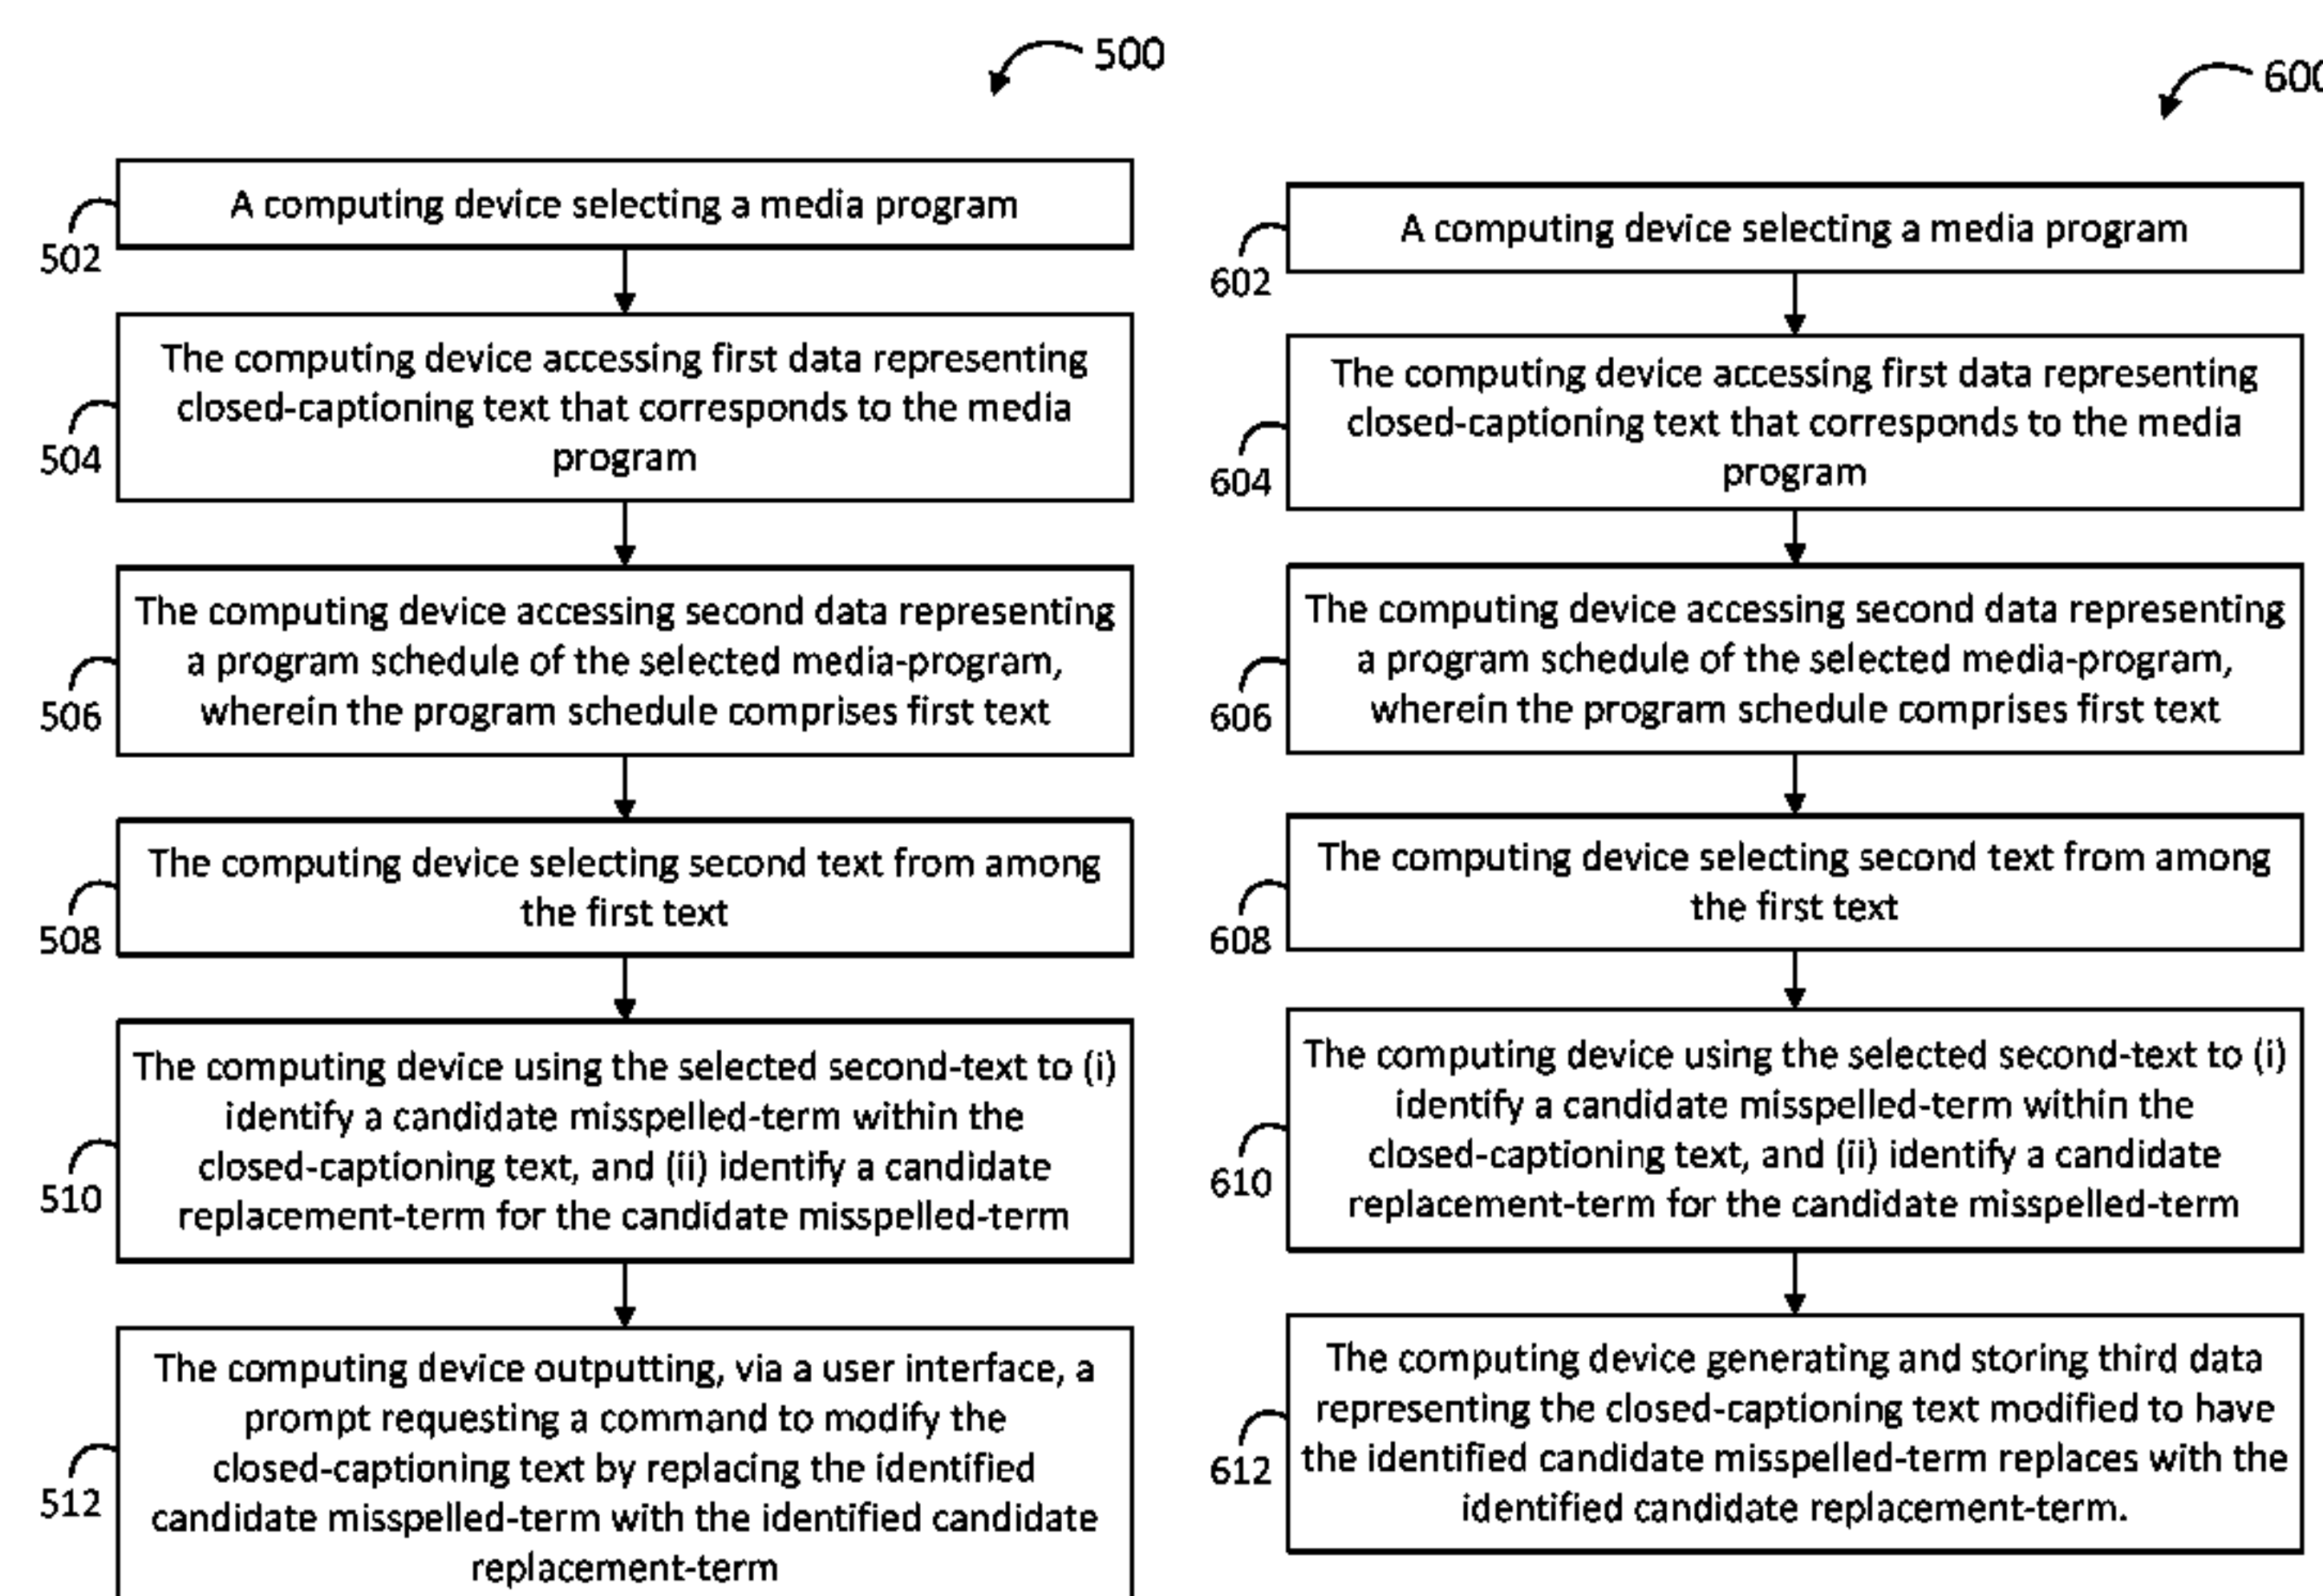 500
A computing device selecting a media program
502
The computing device accessing first data representing
closed-captioning text that corresponds to the media
program
504
The computing device accessing second data representing
a program schedule of the selected media-program,
wherein the program schedule comprises first text
506
The computing device selecting second text from among
the first text
508
The computing device using the selected second-text to (i)
identify a candidate misspelled-term within the
closed-captioning text, and (ii) identify a candidate
replacement-term for the candidate misspelled-term
510
The computing device outputting, via a user interface, a
prompt requesting a command to modify the
closed-captioning text by replacing the identified
candidate misspelled-term with the identified candidate
replacement-term
512
600
A computing device selecting a media program
602
The computing device accessing first data representing
closed-captioning text that corresponds to the media
program
604
The computing device accessing second data representing
a program schedule of the selected media-program,
wherein the program schedule comprises first text
606
The computing device selecting second text from among
the first text
608
The computing device using the selected second-text to (i)
identify a candidate misspelled-term within the
closed-captioning text, and (ii) identify a candidate
replacement-term for the candidate misspelled-term
610
The computing device generating and storing third data
representing the closed-captioning text modified to have
the identified candidate misspelled-term replaces with the
identified candidate replacement-term.
612